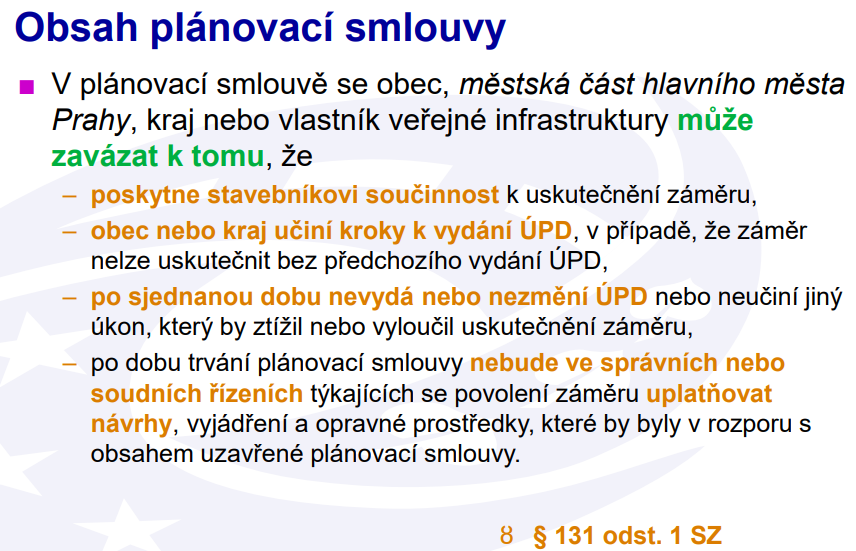 Obsah plánovací smlouvy
■ V plánovací smlouvě se obec, městská část hlavního města
Prahy, kraj nebo vlastník veřejné infrastruktury může
zavázat k tomu, že
– poskytne stavebníkovi součinnost k uskutečnění záměru,
– obec nebo kraj učiní kroky k vydání ÚPD, v případě, že záměr
nelze uskutečnit bez předchozího vydání ÚPD,
– po sjednanou dobu nevydá nebo nezmění ÚPD nebo neučiní jiný
úkon, který by ztížil nebo vyloučil uskutečnění záměru,
– po dobu trvání plánovací smlouvy nebude ve správních nebo
soudních řízeních týkajících se povolení záměru uplatňovat
návrhy, vyjádření a opravné prostředky, které by byly v rozporu s
obsahem uzavřené plánovací smlouvy.
8 § 131 odst. 1 SZ